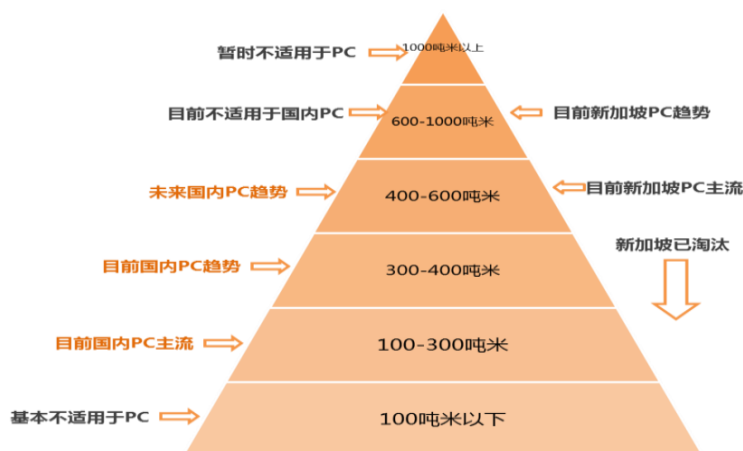 1000吨米以上
暂时不适用于PC
目前不适用于国内PC
600-1000吨米
目前新加坡PC趋势
未来国内PC趋势
400-600吨米
目前新加坡PC主流
新加坡已淘汰
目前国内PC趋势
300-400吨米
目前国内PC主流
100-300吨米
基本不适用于PC
100吨米以下